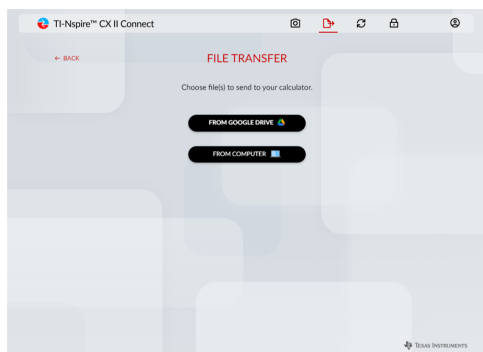 TI-Nspire™ CX II Connect
← BACK
FILE TRANSFER
Choose file(s) to send to your calculator.
FROM GOOGLE DRIVE
FROM COMPUTER
TEXAS INSTRUMENTS